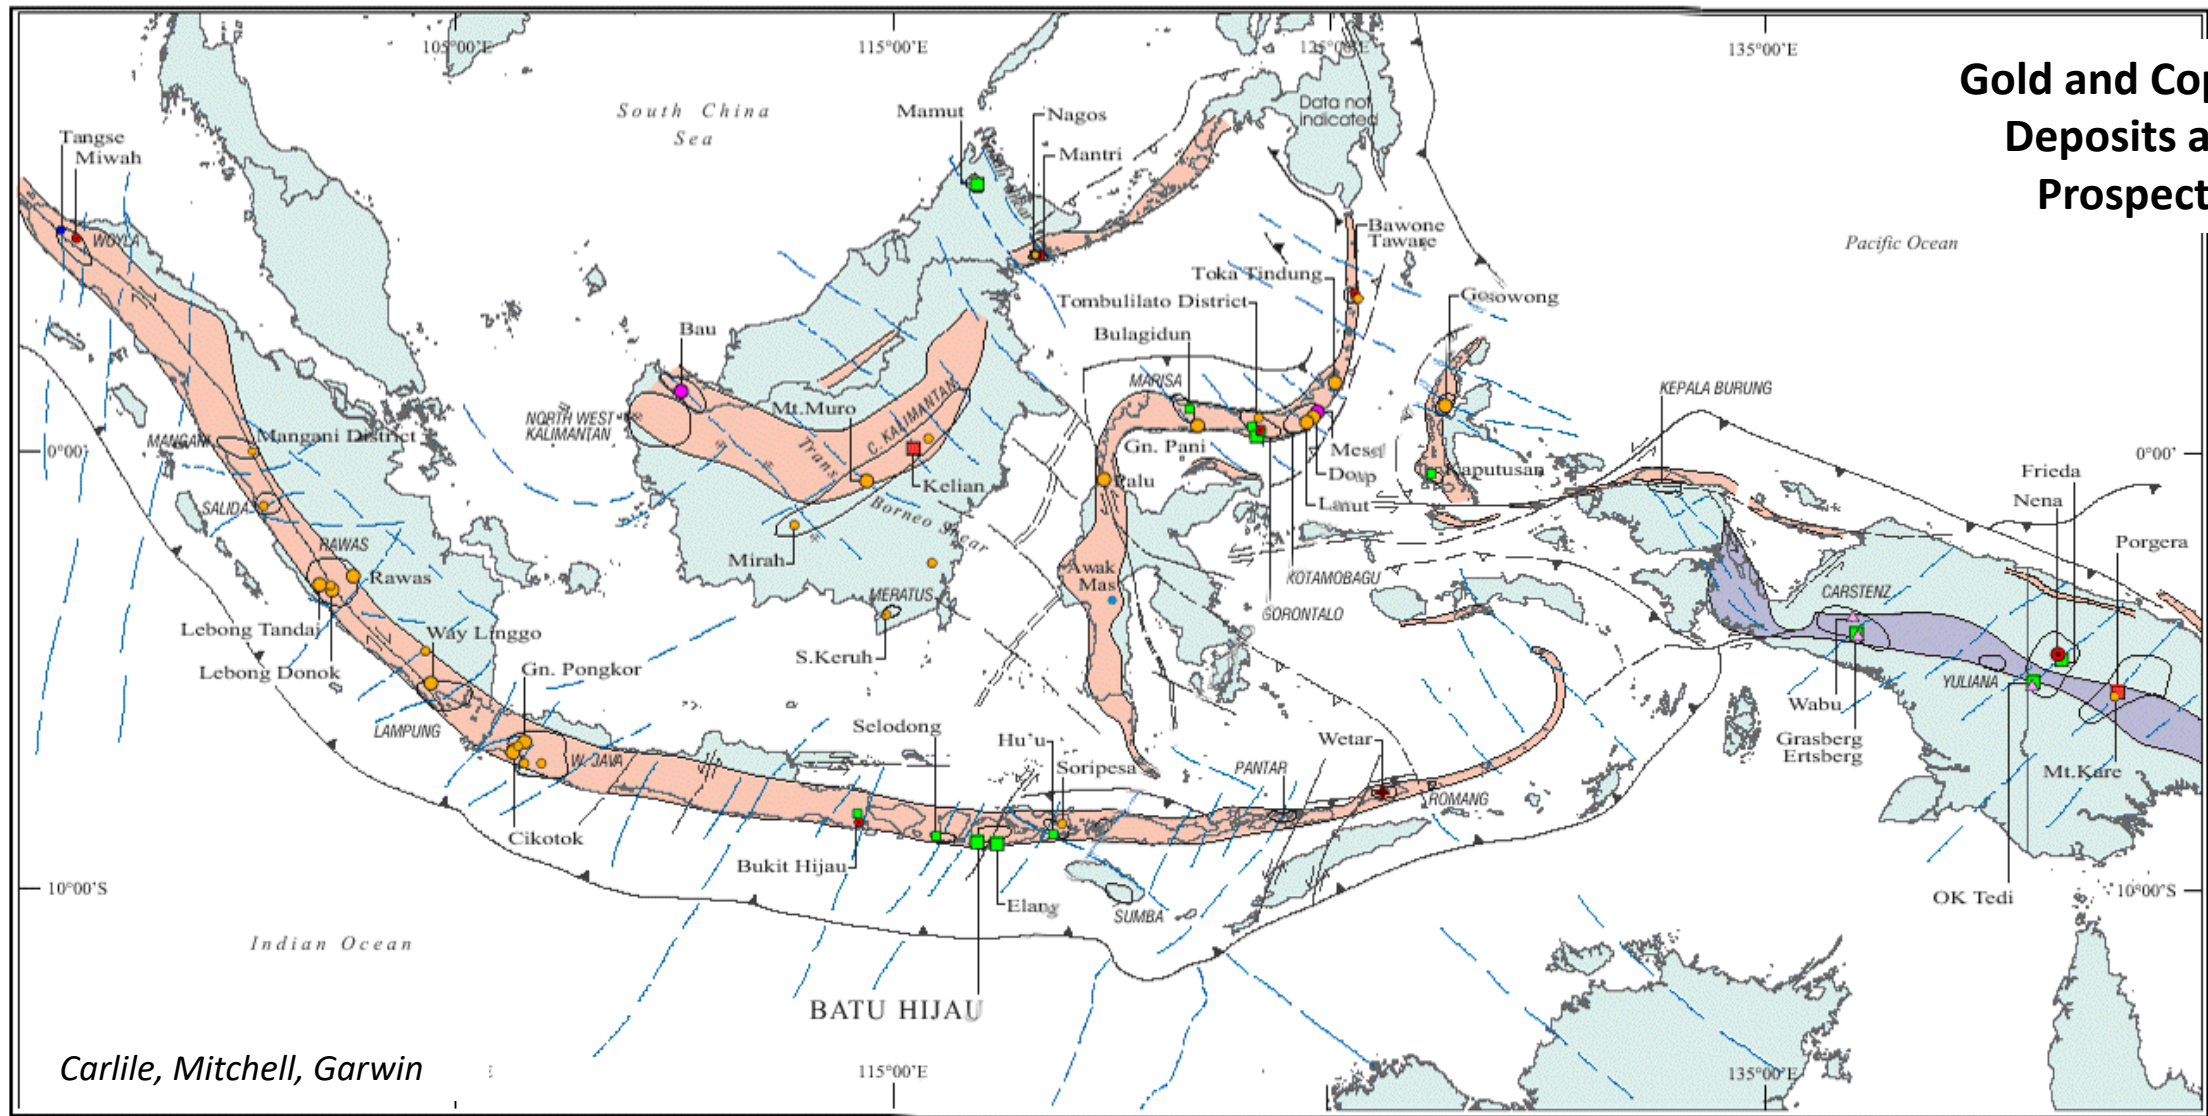 105°00'E
115°00'E
125°00'E
135°00'E
Gold and Cop
Deposits a
Prospect
South China
Sea
Data not
indicated
Mamut
Nagos
Mantri
Tangse
Miwah
WOYLA
Bawone
Taware
Pacific Ocean
Toka Tindung
Tombulilato District
Gosowong
Bulagidun
Bau
MARISA
KEPALA BURUNG
NORTH WEST
KALIMANTAN
Mt.Muro
C. KALIMANTAN
MANGANI
Mangani District
0°00'
Trans
Borneo Shear
Gn. Pani
Mesel
Doup
Lanut
Kaputusan
0°00'
Frieda
Nena
Kelian
Palu
SALIDA
Porgera
RAWAS
Rawas
Mirah
Awak
Mas
KOTAMOBAGU
GORONTALO
MERATUS
CARSTENZ
Lebong Tandai
Way Linggo
Lebong Donok
S.Keruh
Gn. Pongkor
YULIANA
Wabu
LAMPUNG
Selodong
Hu'u
Wetar
Grasberg
Ertsberg
W. JAVA
Soripesa
PANTAR
Mt.Kare
ROMANG
Cikotok
Bukit Hijau
10°00'S
10°00'S
OK Tedi
Elang
SUMBA
Indian Ocean
BATU HIJAU
Carlile, Mitchell, Garwin
115°00'E
135°00'E